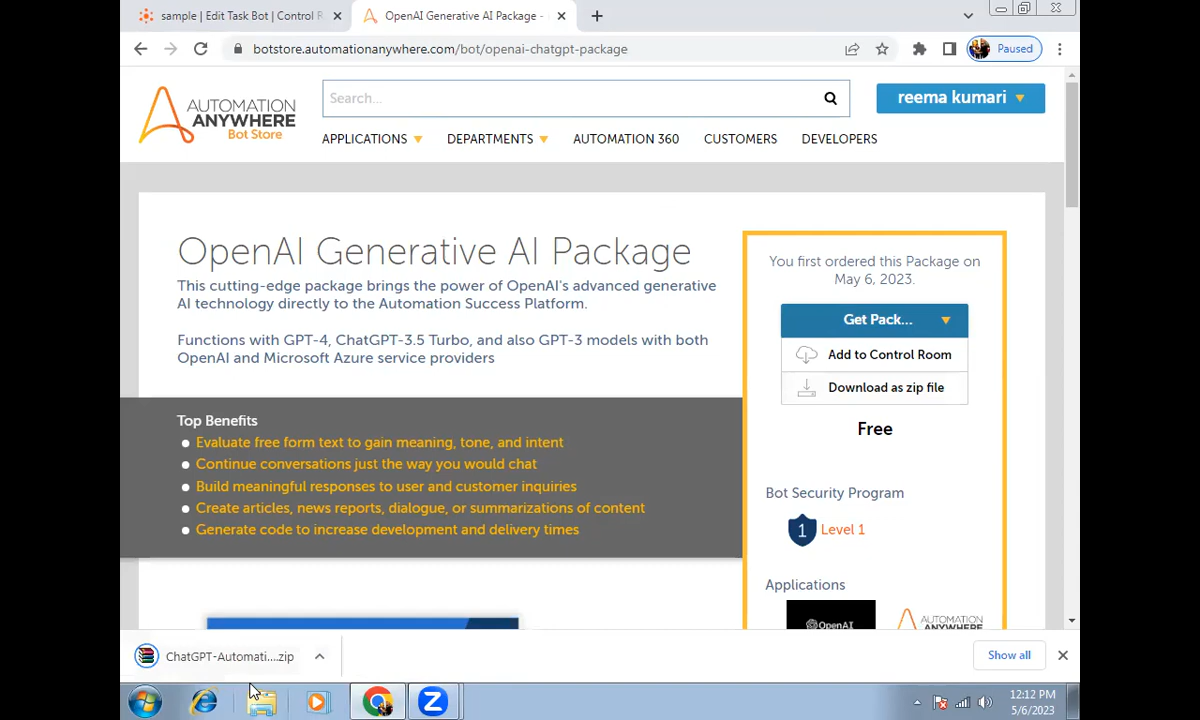 sample | Edit Task Bot | Control R
OpenAI Generative AI Package -
botstore.automationanywhere.com/bot/openai-chatgpt-package
Paused
AUTOMATION
ANYWHERE
Bot Store
Search...
reema kumari
APPLICATIONS
DEPARTMENTS
AUTOMATION 360
CUSTOMERS
DEVELOPERS
OpenAI Generative AI Package
This cutting-edge package brings the power of OpenAI's advanced generative
AI technology directly to the Automation Success Platform.
Functions with GPT-4, ChatGPT-3.5 Turbo, and also GPT-3 models with both
OpenAI and Microsoft Azure service providers
Top Benefits
Evaluate free form text to gain meaning, tone, and intent
Continue conversations just the way you would chat
Build meaningful responses to user and customer inquiries
Create articles, news reports, dialogue, or summarizations of content
Generate code to increase development and delivery times
You first ordered this Package on
May 6, 2023.
Get Pack...
Add to Control Room
Download as zip file
Free
Bot Security Program
1
Level 1
Applications
OpenAI
AUTOMATION
ANYWHERE
ChatGPT-Automati....zip
Show all
12:12 PM
5/6/2023